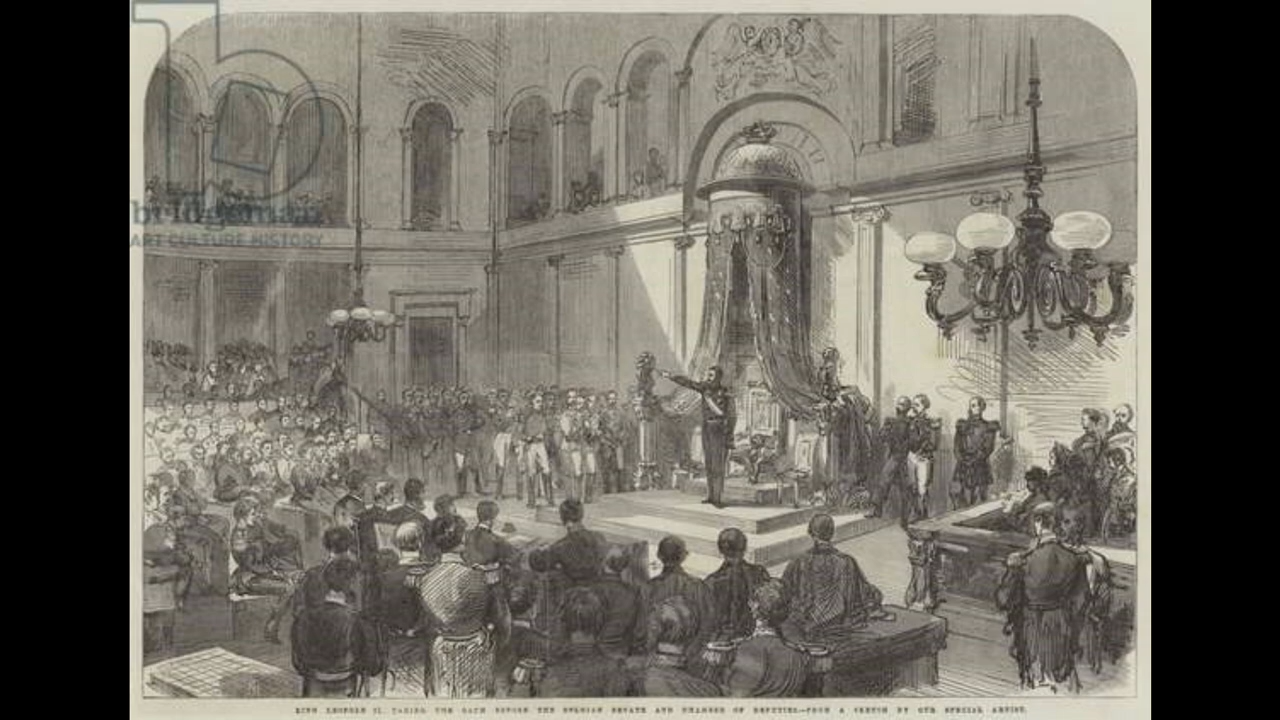 bridgeman
ART CULTURE HISTORY
KING LEOPOLD II. TAKING THE OATH BEFORE THE BELGIAN SENATE AND CHAMBER OF DEPUTIES.—FROM A SKETCH BY OUR SPECIAL ARTIST.